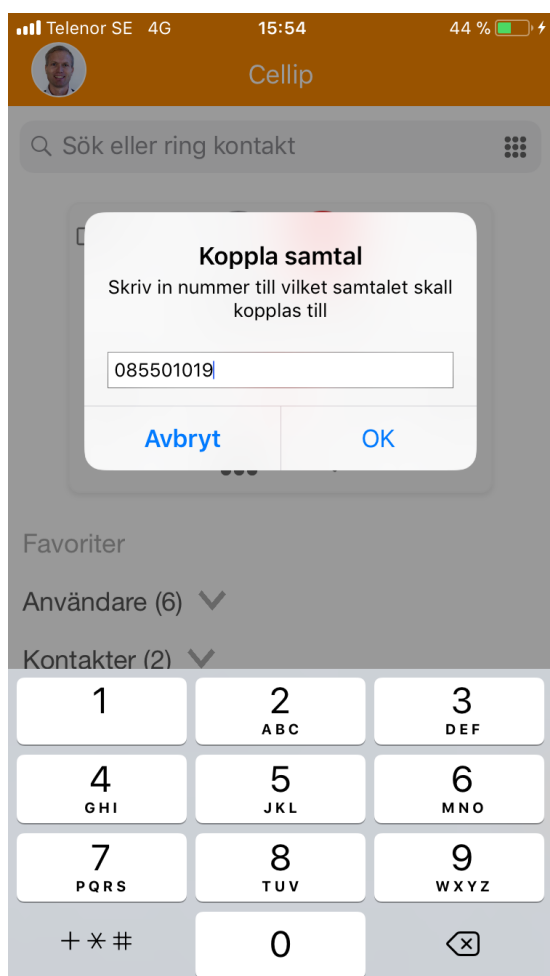 Telenor SE 4G 15:54 44 %
Cellip
Sök eller ring kontakt
Koppla samtal
Skriv in nummer till vilket samtalet skall
kopplas till
085501019
Avbryt OK
Favoriter
Användare (6)
Kontakter (2)
1 2 3
ABC DEF
4 5 6
GHI JKL MNO
7 8 9
PQRS TUV WXYZ
+*# 0